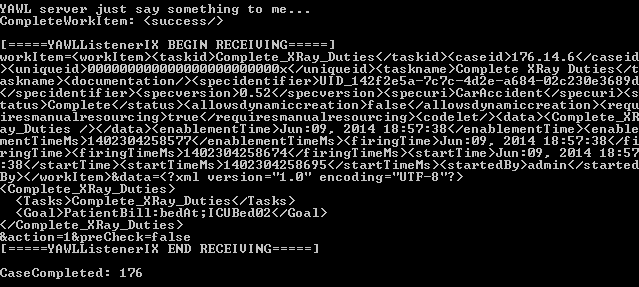 YAWL server just say something to me...
CompleteWorkItem: <success/>
[=====YAWLListenerIX BEGIN RECEIVING=====]
workItem=<workItem><taskid>Complete_XRay_Duties</taskid><caseid>176.14.6</caseid
><uniqueid>0000000000000000000000000x</uniqueid><taskname>Complete XRay Duties</t
askname><documentation/><specidentifier>UID_142f2e5a-7c7c-4d2e-a684-02c230e3689d
</specidentifier><specversion>0.52</specversion><specuri>CarAccident</specuri><s
tatus>Complete</status><allowsdynamiccreation>false</allowsdynamiccreation><requ
iresmanualresourcing>true</requiresmanualresourcing><codelet/><data><Complete_XR
ay_Duties /></data><enablementTime>Jun:09, 2014 18:57:38</enablementTime><enable
mentTimeMs>1402304258577</enablementTimeMs><firingTime>Jun:09, 2014 18:57:38</fi
ringTime><firingTimeMs>1402304258674</firingTimeMs><startTime>Jun:09, 2014 18:57
:38</startTime><startTimeMs>1402304258695</startTimeMs><startedBy>admin</started
By></workItem>&data=<?xml version="1.0" encoding="UTF-8"?>
<Complete_XRay_Duties>
<Tasks>Complete_XRay_Duties</Tasks>
<Goal>PatientBill:bedAt;ICUBed02</Goal>
</Complete_XRay_Duties>
&action=1&preCheck=false
[=====YAWLListenerIX END RECEIVING=====]
CaseCompleted: 176